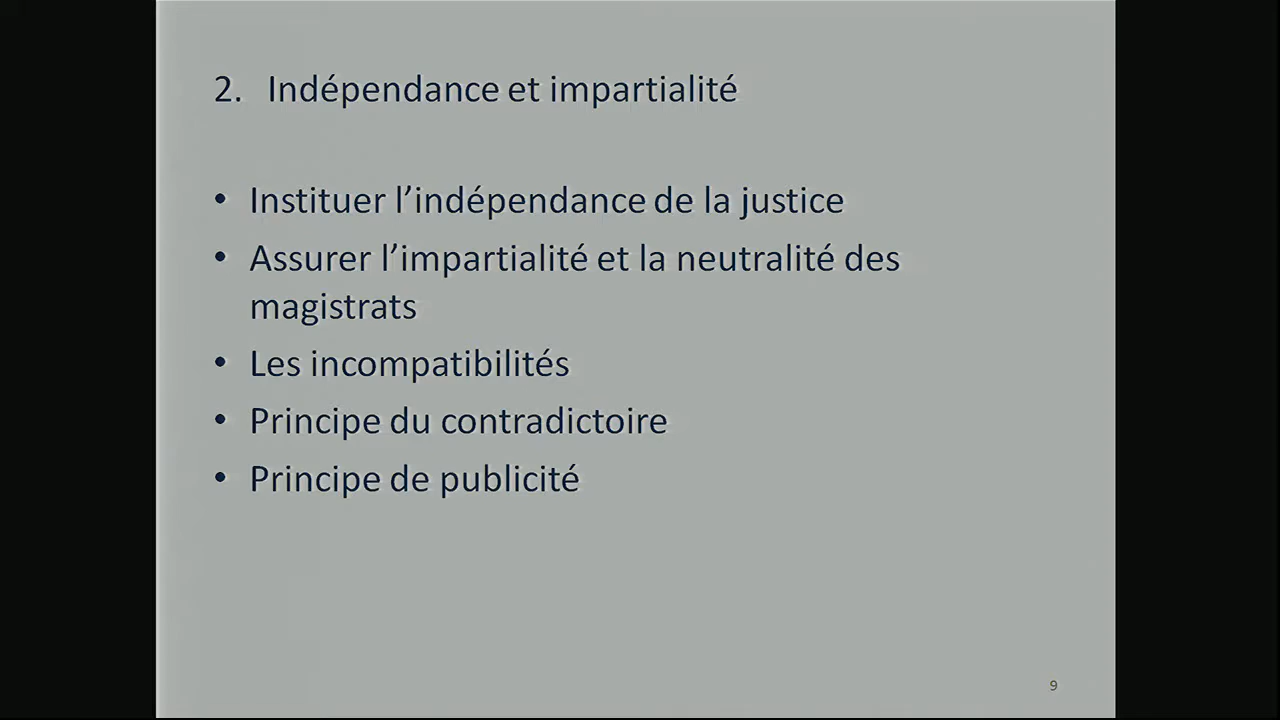 2. Indépendance et impartialité
• Instituer l’indépendance de la justice
• Assurer l’impartialité et la neutralité des
magistrats
• Les incompatibilités
• Principe du contradictoire
• Principe de publicité
9